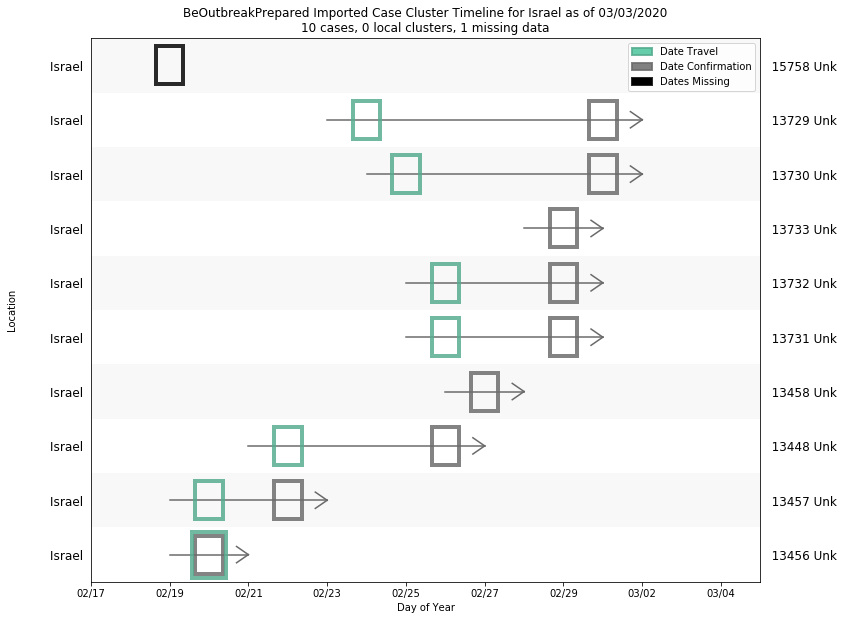 BeOutbreakPrepared Imported Case Cluster Timeline for Israel as of 03/03/2020
10 cases, 0 local clusters, 1 missing data
Date Travel
Date Confirmation
Dates Missing
Israel 15758 Unk
Israel 13729 Unk
Israel 13730 Unk
Israel 13733 Unk
Israel 13732 Unk
Israel 13731 Unk
Israel 13458 Unk
Israel 13448 Unk
Israel 13457 Unk
Israel 13456 Unk
Location
02/17 02/19 02/21 02/23 02/25 02/27 02/29 03/02 03/04
Day of Year